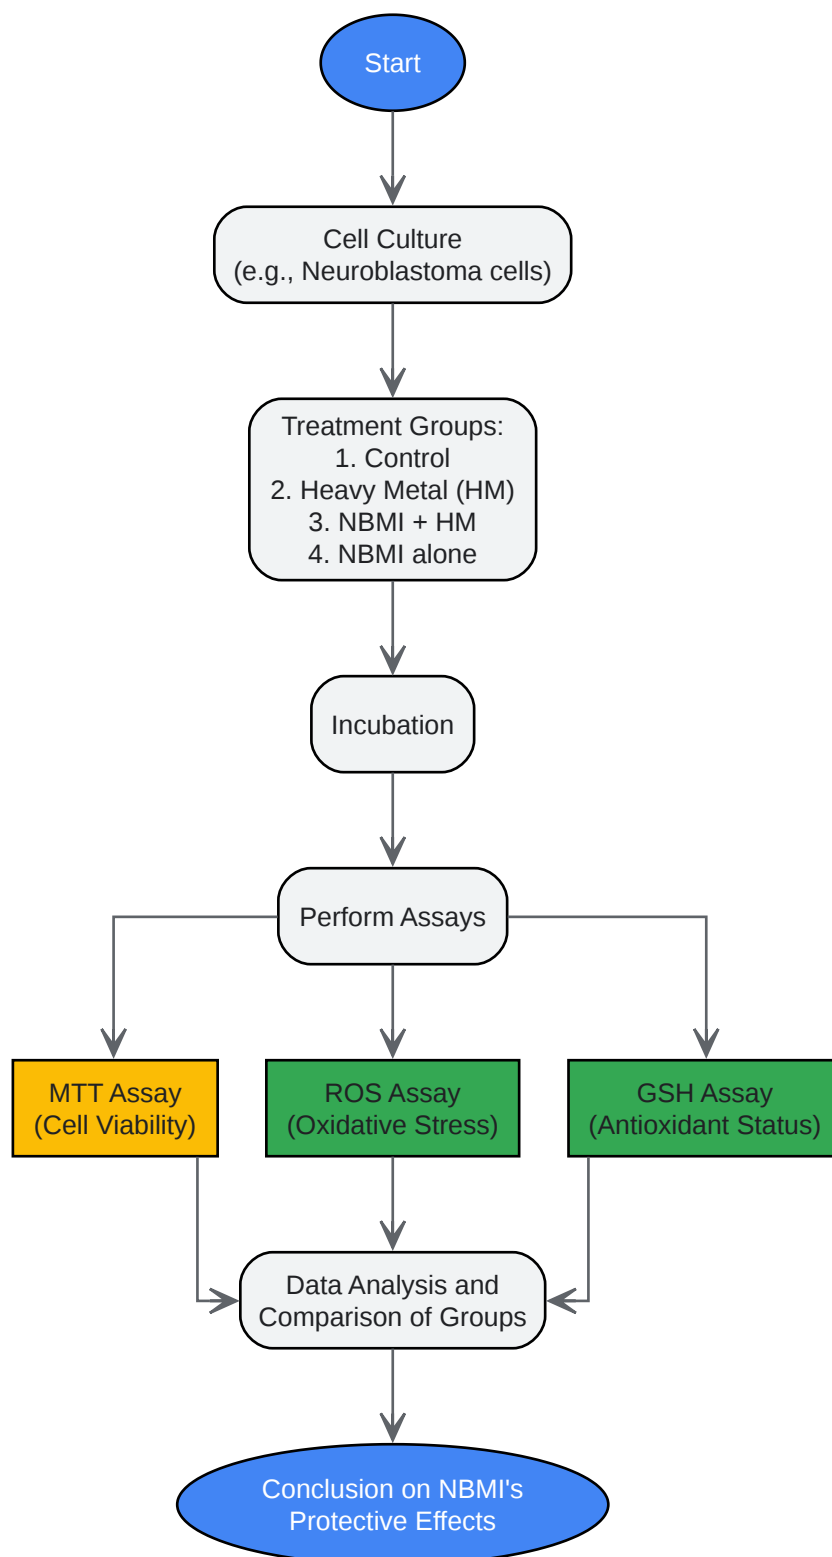 Start
Cell Culture
(e.g., Neuroblastoma cells)
Treatment Groups:
1. Control
2. Heavy Metal (HM)
3. NBMI + HM
4. NBMI alone
Incubation
Perform Assays
MTT Assay
(Cell Viability)
ROS Assay
(Oxidative Stress)
GSH Assay
(Antioxidant Status)
Data Analysis and
Comparison of Groups
Conclusion on NBMI's
Protective Effects